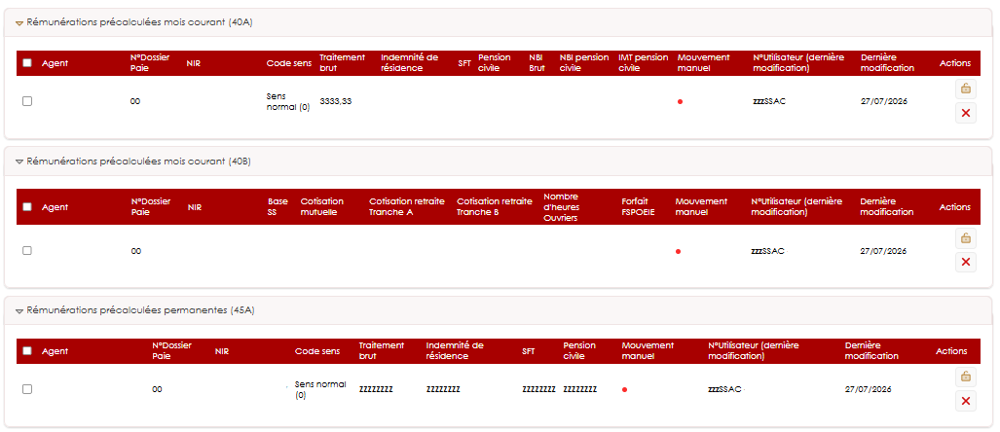 Rémunérations précalculées mois courant (40A)
Agent N°Dossier Paie NIR Code sens Traitement brut Indemnité de résidence SFT Pension civile NBI Brut NBI pension civile IMT pension civile Mouvement manuel N°Utilisateur (dernière modification) Dernière modification Actions
00 Sens normal (0) 3333,33 zzzSSAC 27/07/2026
Rémunérations précalculées mois courant (40B)
Agent N°Dossier Paie NIR Base SS Cotisation mutuelle Cotisation retraite Tranche A Cotisation retraite Tranche B Nombre d'heures Ouvriers Forfait FSPOEIE Mouvement manuel N°Utilisateur (dernière modification) Dernière modification Actions
00 zzzSSAC 27/07/2026
Rémunérations précalculées permanentes (45A)
Agent N°Dossier Paie NIR Code sens Traitement brut Indemnité de résidence SFT Pension civile Mouvement manuel N°Utilisateur (dernière modification) Dernière modification Actions
00 Sens normal (0) ZZZZZZZZ ZZZZZZZZ ZZZZZZZZ ZZZZZZZZ zzzSSAC 27/07/2026